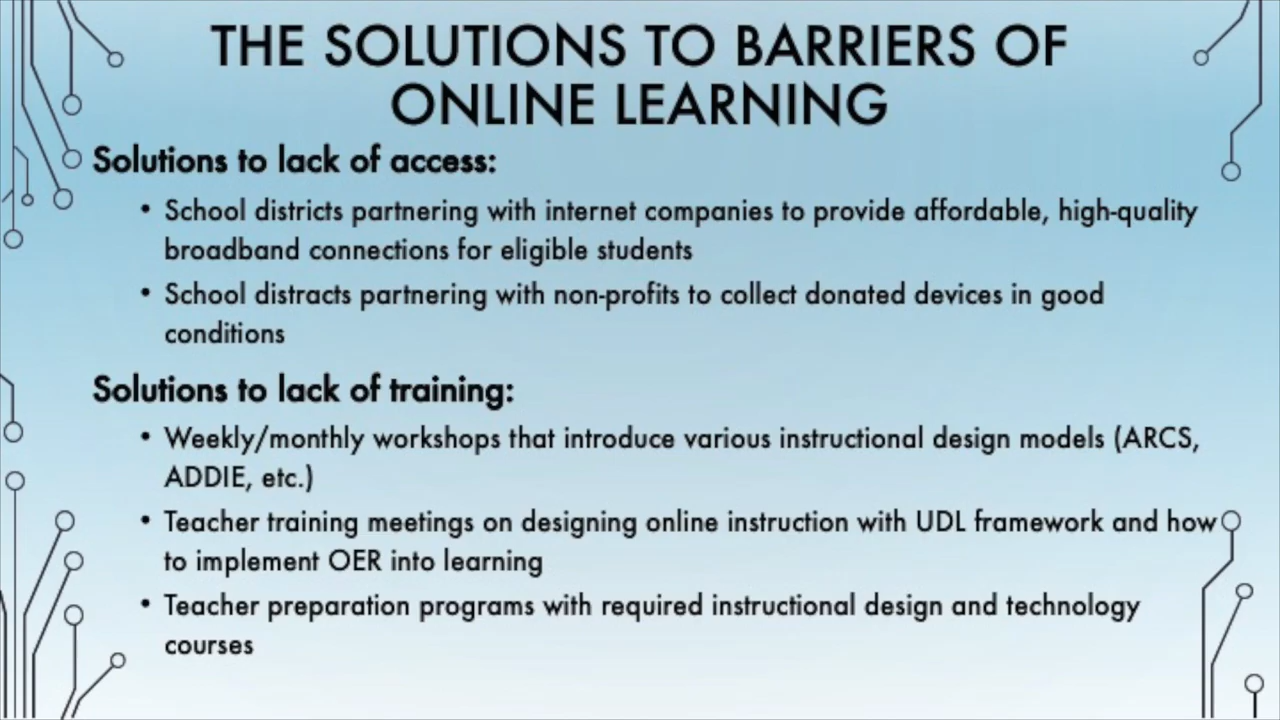 THE SOLUTIONS TO BARRIERS OF
ONLINE LEARNING
Solutions to lack of access:
• School districts partnering with internet companies to provide affordable, high-quality
broadband connections for eligible students
• School distracts partnering with non-profits to collect donated devices in good
conditions
Solutions to lack of training:
• Weekly/monthly workshops that introduce various instructional design models (ARCS,
ADDIE, etc.)
• Teacher training meetings on designing online instruction with UDL framework and how
to implement OER into learning
• Teacher preparation programs with required instructional design and technology
courses